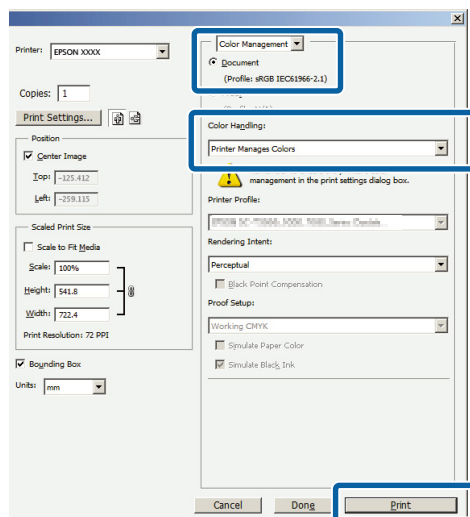 Printer:
EPSON XXXX
Copies:
1
Print Settings...
Position
Center Image
Top:
-125.412
Left:
-259.115
Scaled Print Size
Scale to Fit Media
Scale:
100%
Height:
541.8
Width:
722.4
Print Resolution: 72 PPI
Bounding Box
Units:
mm
Color Management
Document
(Profile: sRGB IEC61966-2.1)
Color Handling:
Printer Manages Colors
management in the print settings dialog box.
Printer Profile:
Rendering Intent:
Perceptual
Black Point Compensation
Proof Setup:
Working CMYK
Simulate Paper Color
Simulate Black Ink
Cancel
Done
Print